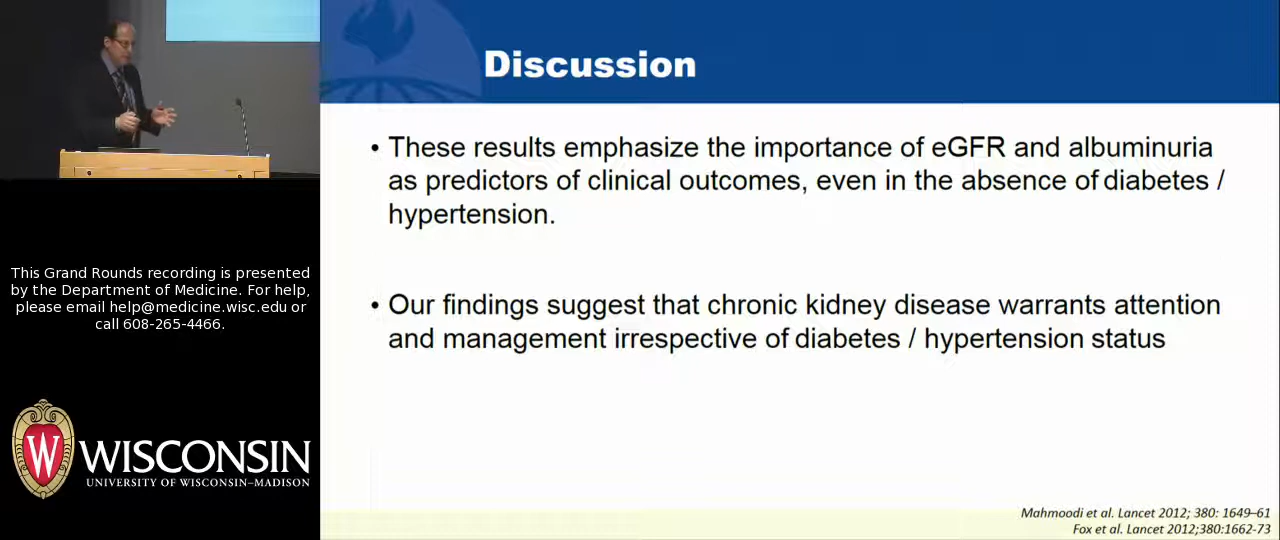 Discussion
• These results emphasize the importance of eGFR and albuminuria
as predictors of clinical outcomes, even in the absence of diabetes /
hypertension.
• Our findings suggest that chronic kidney disease warrants attention
and management irrespective of diabetes / hypertension status
Mahmoodi et al. Lancet 2012; 380: 1649–61
Fox et al. Lancet 2012;380:1662-73
This Grand Rounds recording is presented
by the Department of Medicine. For help,
please email help@medicine.wisc.edu or
call 608-265-4466.
W
WISCONSIN
UNIVERSITY OF WISCONSIN–MADISON